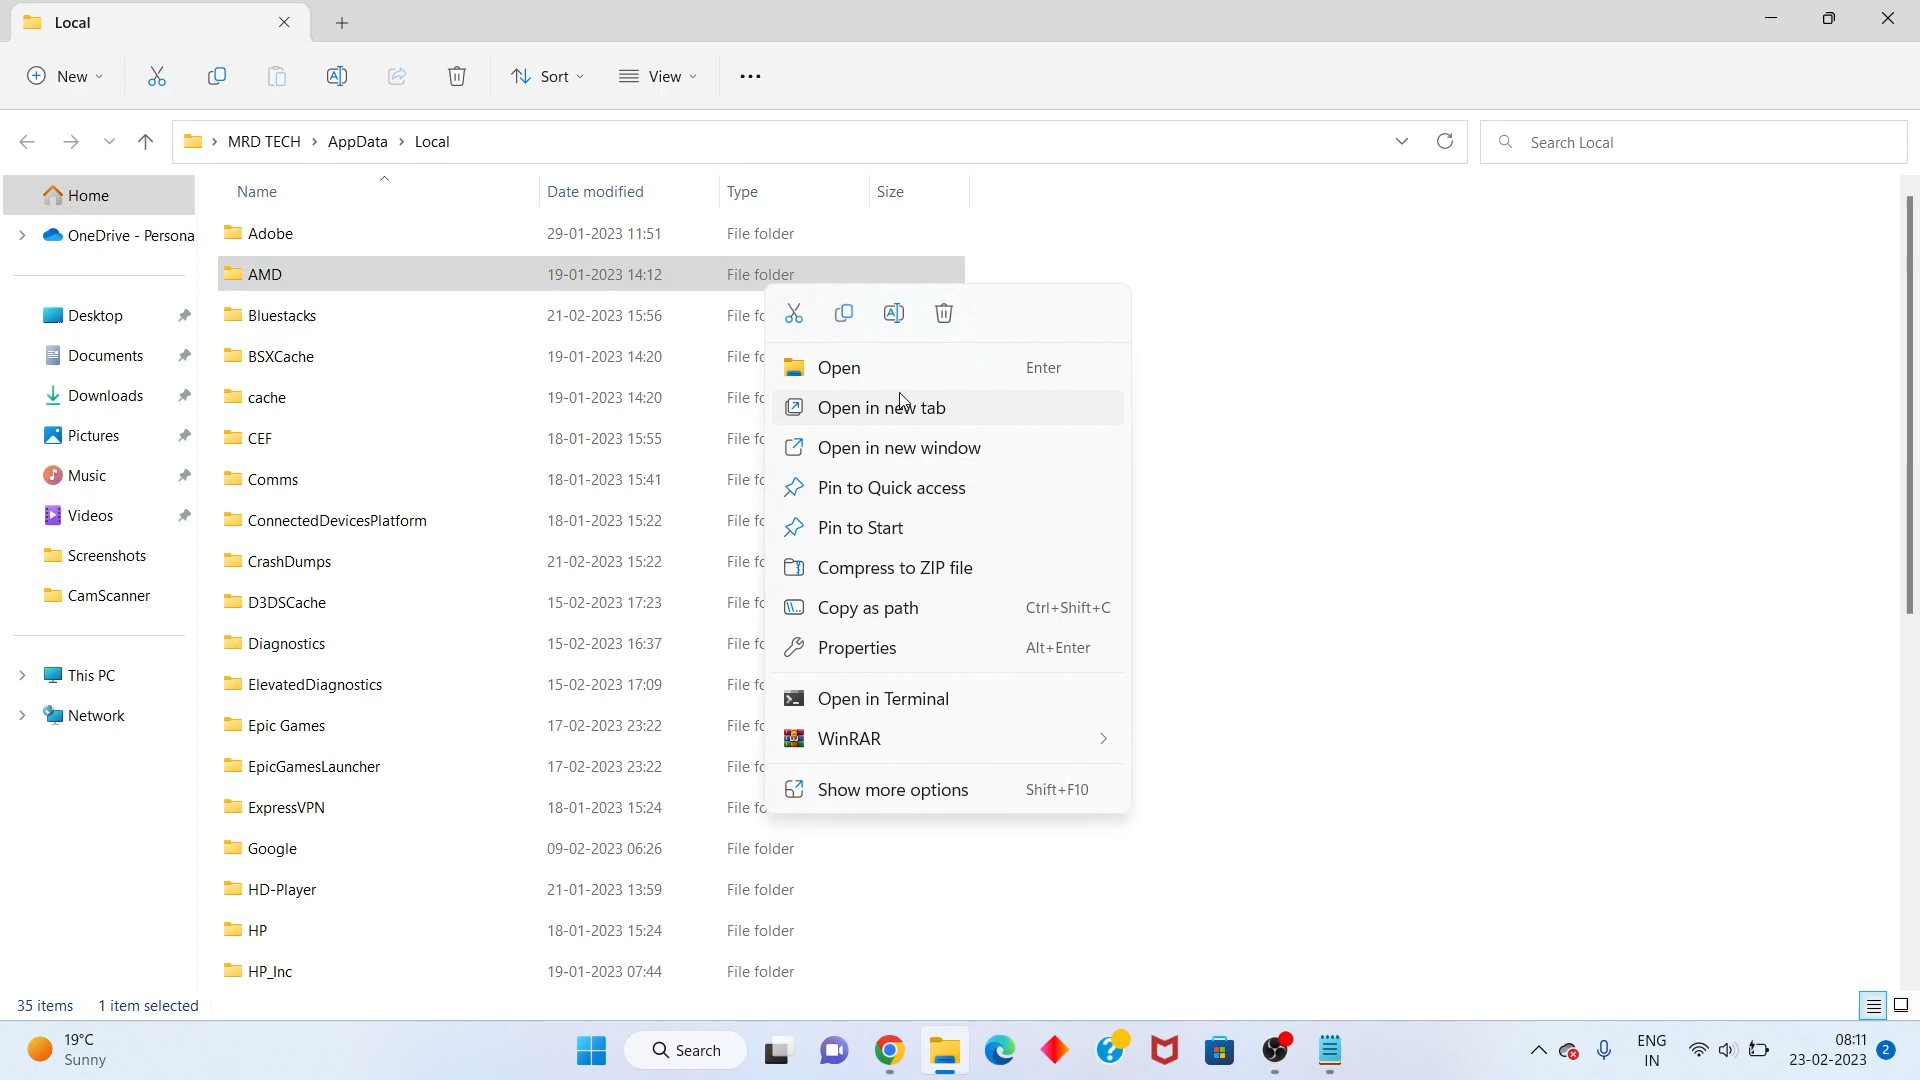 Local
New
Sort
View
MRD TECH
AppData
Local
Search Local
Name
Date modified
Type
Size
Home
OneDrive - Persona
Desktop
Documents
Downloads
Pictures
Music
Videos
Screenshots
CamScanner
This PC
Network
Adobe 29-01-2023 11:51 File folder
AMD 19-01-2023 14:12 File folder
Bluestacks 21-02-2023 15:56
BSXCache 19-01-2023 14:20
cache 19-01-2023 14:20
CEF 18-01-2023 15:55
Comms 18-01-2023 15:41
ConnectedDevicesPlatform 18-01-2023 15:22
CrashDumps 21-02-2023 15:22
D3DSCache 15-02-2023 17:23
Diagnostics 15-02-2023 16:37
ElevatedDiagnostics 15-02-2023 17:09
Epic Games 17-02-2023 23:22
EpicGamesLauncher 17-02-2023 23:22
ExpressVPN 18-01-2023 15:24
Google 09-02-2023 06:26 File folder
HD-Player 21-01-2023 13:59 File folder
HP 18-01-2023 15:24 File folder
HP_Inc 19-01-2023 07:44 File folder
Open Enter
Open in new tab
Open in new window
Pin to Quick access
Pin to Start
Compress to ZIP file
Copy as path Ctrl+Shift+C
Properties Alt+Enter
Open in Terminal
WinRAR
Show more options Shift+F10
35 items 1 item selected
19°C
Sunny
Search
ENG
IN
08:11
23-02-2023
2